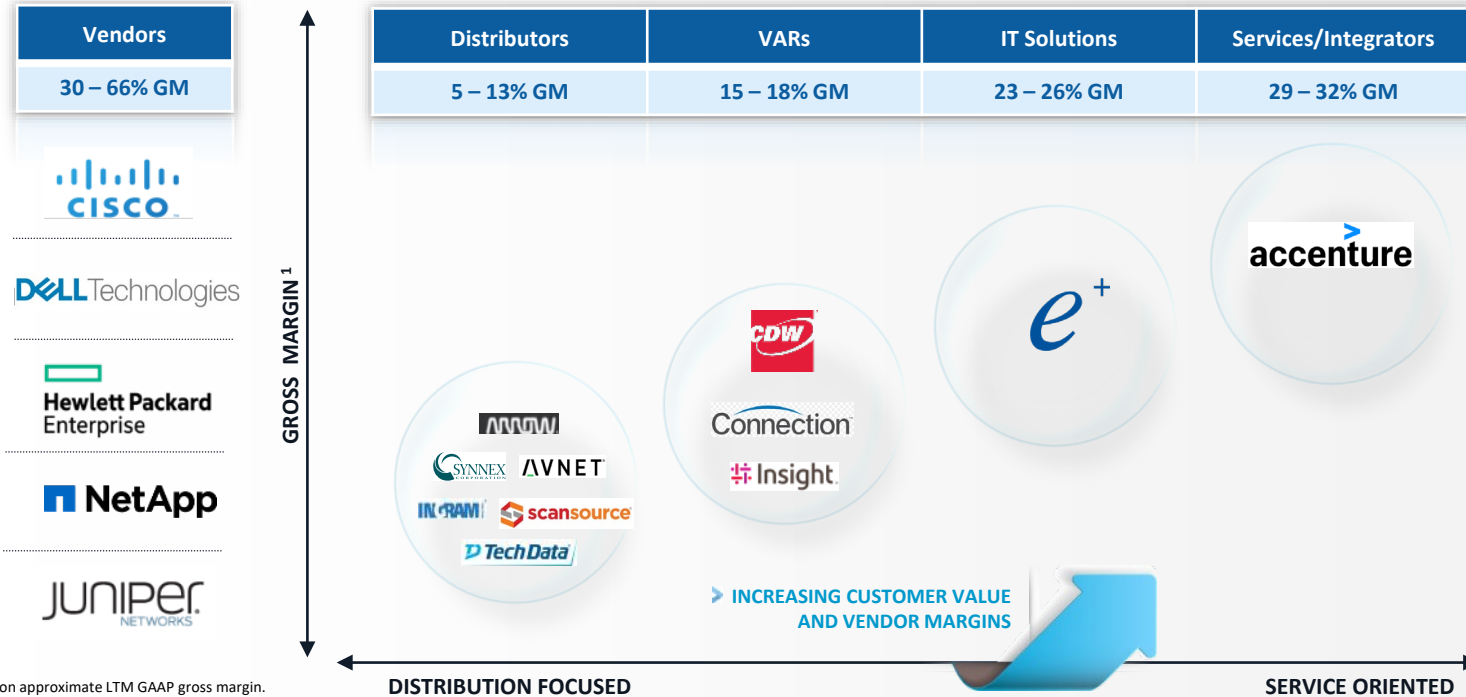 Vendors
30 – 66% GM
CISCO
DELL Technologies
Hewlett Packard
Enterprise
NetApp
JUNIPER
NETWORKS
on approximate LTM GAAP gross margin.
GROSS MARGIN 1
Distributors VARs IT Solutions Services/Integrators
5 – 13% GM 15 – 18% GM 23 – 26% GM 29 – 32% GM
ARROW
SYNNEX
CORPORATION
AVNET
INGRAM
scansource
Tech Data
CDW
Connection
Insight
e+
accenture
INCREASING CUSTOMER VALUE
AND VENDOR MARGINS
DISTRIBUTION FOCUSED SERVICE ORIENTED